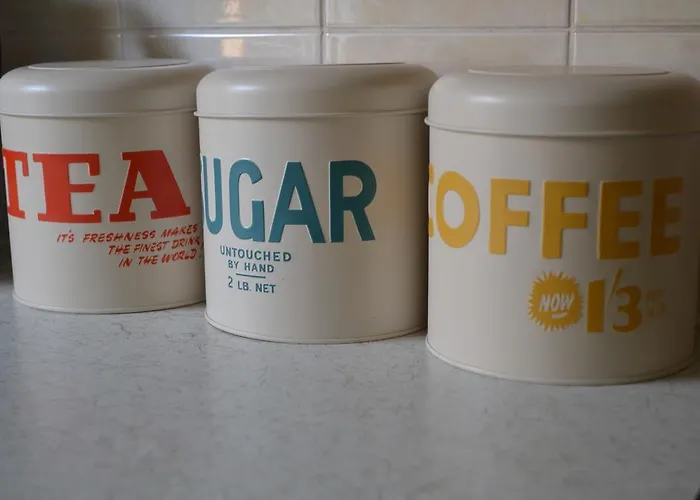 TEA
IT'S FRESHNESS MAKES
THE FINEST DRINK
IN THE WORLD
UGAR
UNTOUCHED
BY HAND
2 LB. NET
COFFEE
NOW 1'3